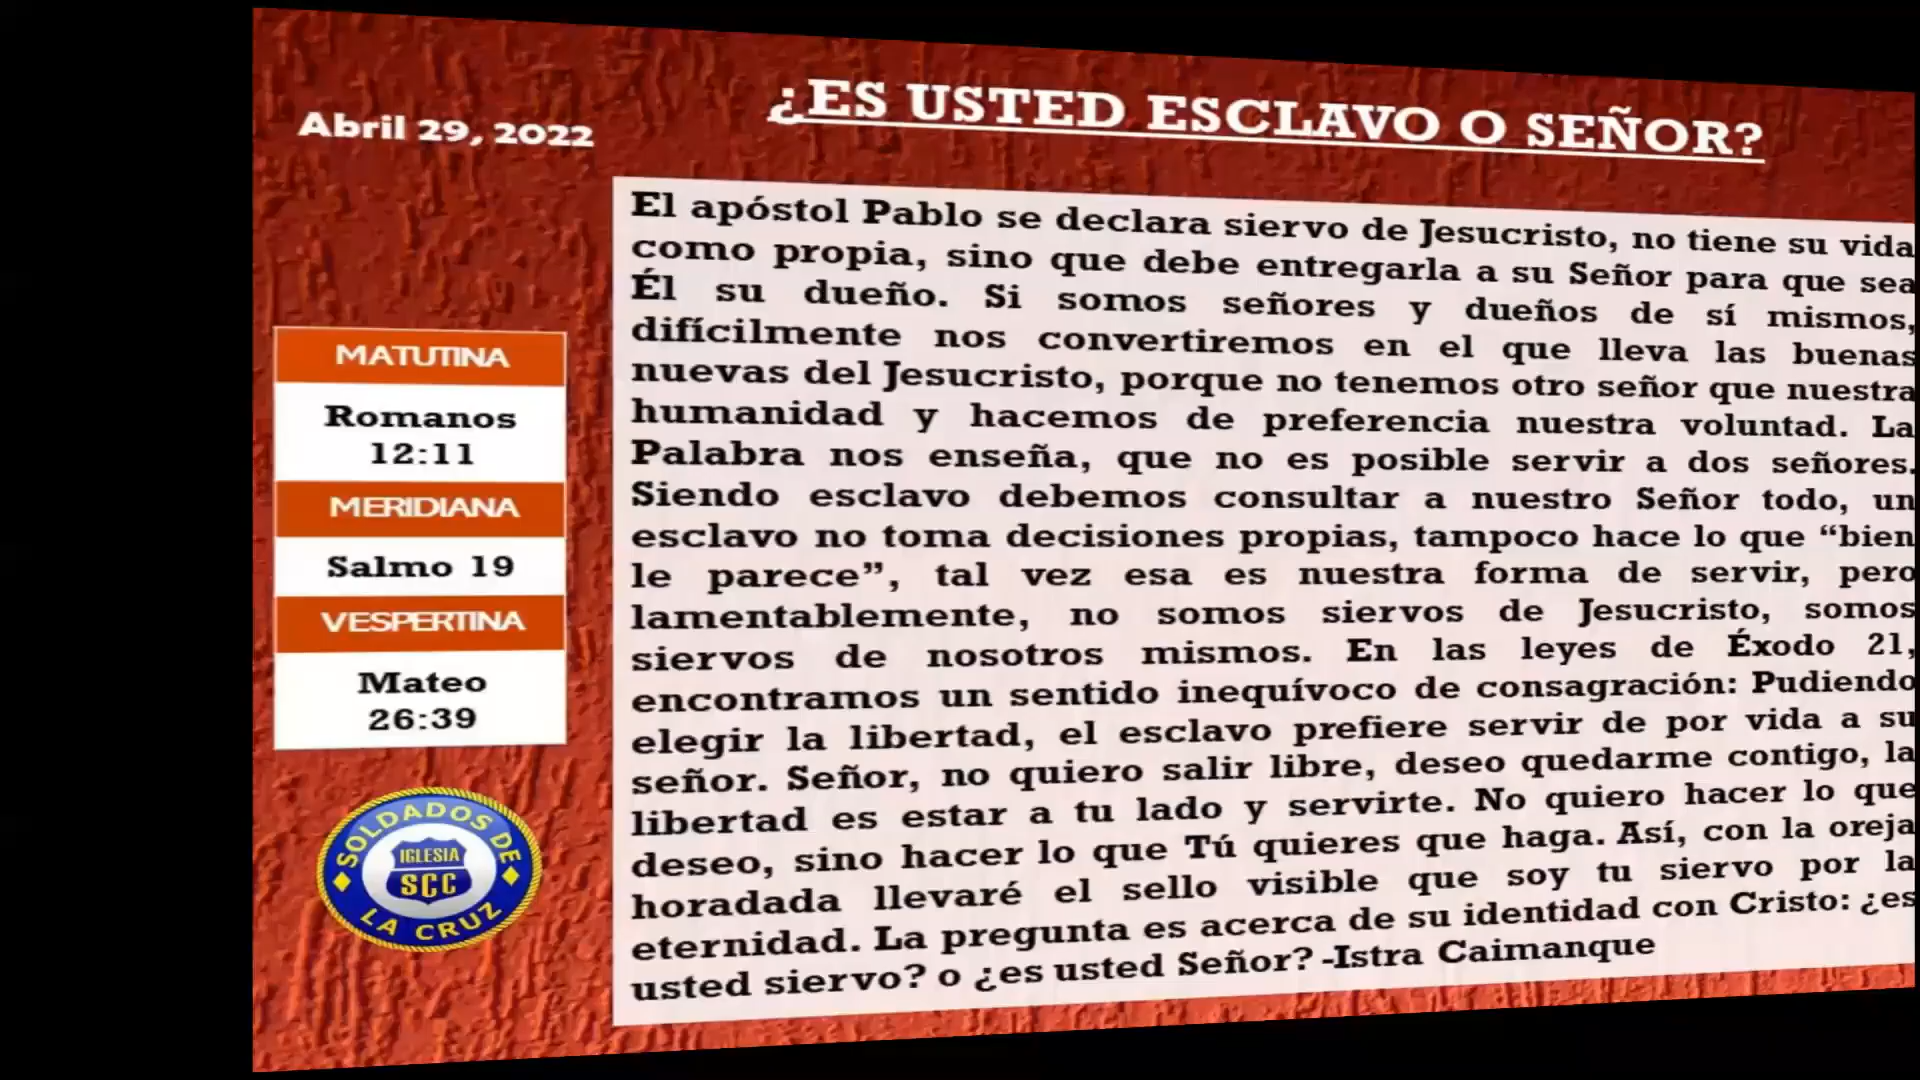 Abril 29, 2022
¿ES USTED ESCLAVO O SEÑOR?
MATUTINA
Romanos
12:11
MERIDIANA
Salmo 19
VESPERTINA
Mateo
26:39
SOLDADOS DE
IGLESIA
SCC
LA CRUZ
El apóstol Pablo se declara siervo de Jesucristo, no tiene su vida
como propia, sino que debe entregarla a su Señor para que sea
Él su dueño. Si somos señores y dueños de sí mismos,
difícilmente nos convertiremos en el que lleva las buenas
nuevas del Jesucristo, porque no tenemos otro señor que nuestra
humanidad y hacemos de preferencia nuestra voluntad. La
Palabra nos enseña, que no es posible servir a dos señores.
Siendo esclavo debemos consultar a nuestro Señor todo, un
esclavo no toma decisiones propias, tampoco hace lo que “bien
le parece”, tal vez esa es nuestra forma de servir, pero
lamentablemente, no somos siervos de Jesucristo, somos
siervos de nosotros mismos. En las leyes de Éxodo 21,
encontramos un sentido inequívoco de consagración: Pudiendo
elegir la libertad, el esclavo prefiere servir de por vida a su
señor. Señor, no quiero salir libre, deseo quedarme contigo, la
libertad es estar a tu lado y servirte. No quiero hacer lo que
deseo, sino hacer lo que Tú quieres que haga. Así, con la oreja
horadada llevaré el sello visible que soy tu siervo por la
eternidad. La pregunta es acerca de su identidad con Cristo: ¿es
usted siervo? o ¿es usted Señor? -Istra Caimanque